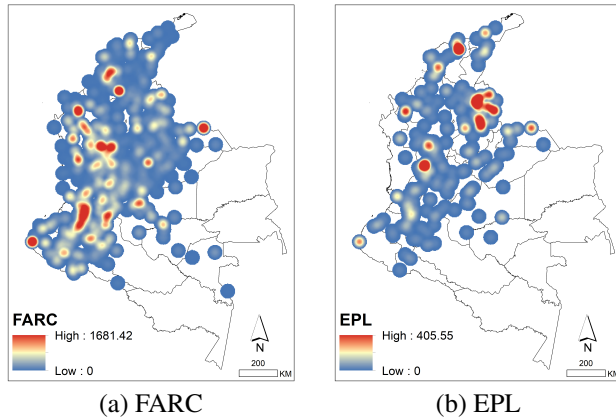 FARC
High : 1681.42
Low : 0
N
200
KM
EPL
High : 405.55
Low : 0
N
200
KM
(a) FARC
(b) EPL